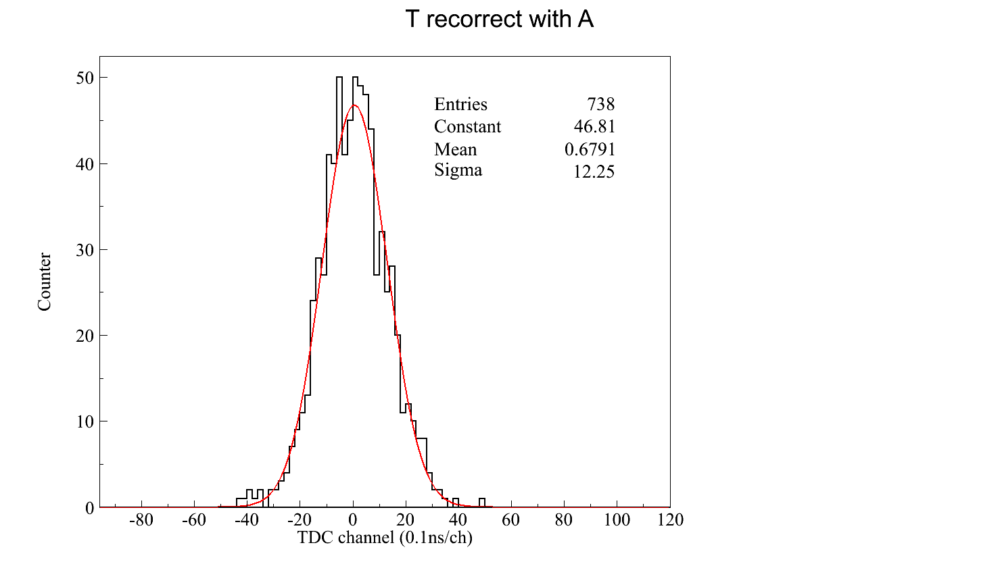 T recorrect with A
50
40
30
20
10
0
Counter
Entries 738
Constant 46.81
Mean 0.6791
Sigma 12.25
-80 -60 -40 -20 0 20 40 60 80 100 120
TDC channel (0.1ns/ch)